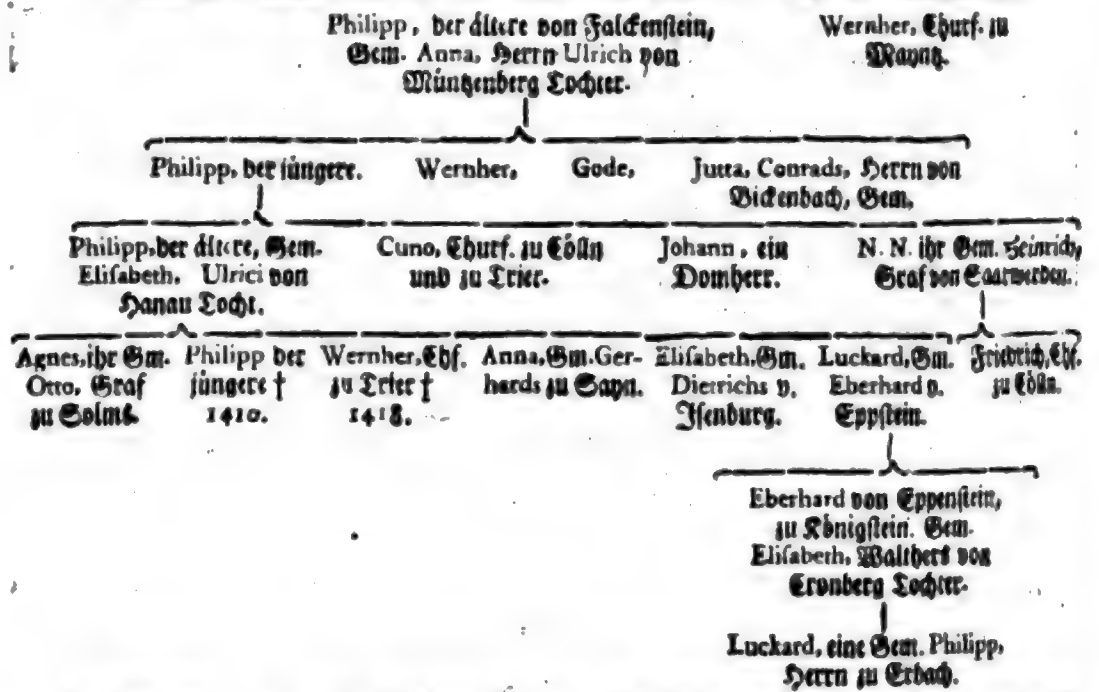 Philipp, der ältere von Falckenstein,
Gem. Anna, Herrn Ulrich von
Müntzenberg Tochter.
Wernher, Churf. zu
Mayntz.
Philipp, der jüngere.
Wernher,
Gode,
Jutta, Conrads, Herrn von
Bickenbach, Gem,
Philipp, der ältere, Gem.
Elisabeth, Ulrici von
Hanau Tocht.
Cuno, Churf. zu Cölln
und zu Trier.
Johann, ein
Domherr.
N. N. ihr Gem. Heinrich,
Graf von Saarwerden.
Agnes, ihr Gm.
Otto, Graf
zu Solms.
Philipp der
jüngere †
1410.
Wernher, Chf.
zu Trier †
1418.
Anna, Gm. Ger-
hards zu Sayn.
Elisabeth, Gm.
Dietrichs v.
Isenburg.
Luckard, Gm.
Eberhard v.
Eppstein.
Friedrich, Chf.
zu Cölln.
Eberhard von Eppenstein,
zu Königstein. Gem.
Elisabeth, Walthers von
Cronberg Tochter.
Luckard, eine Gem. Philipp,
Herrn zu Erbach.